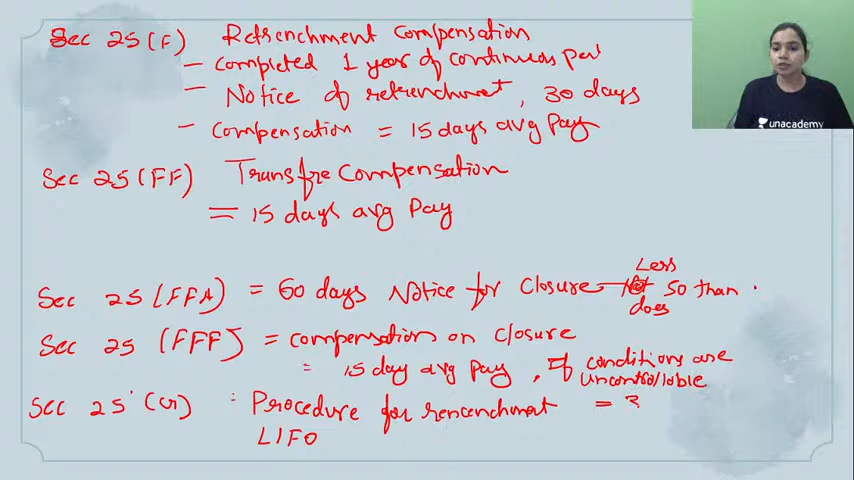 Sec 25(F) Retrenchment Compensation
- completed 1 year of continuous per
- Notice of retrenchment, 30 days
- compensation = 15 days avg Pay
Sec 25(FF) Transfre compensation
= 15 days avg Pay
Less
Sec 25(FFA) = 60 days Notice for closure 50 than
does
Sec 25 (FFF) = compensation on closure
= 15 day avg pay, If conditions are
uncontrollable
Sec 25 (G) : Procedure for = 3
LIFO
unacademy